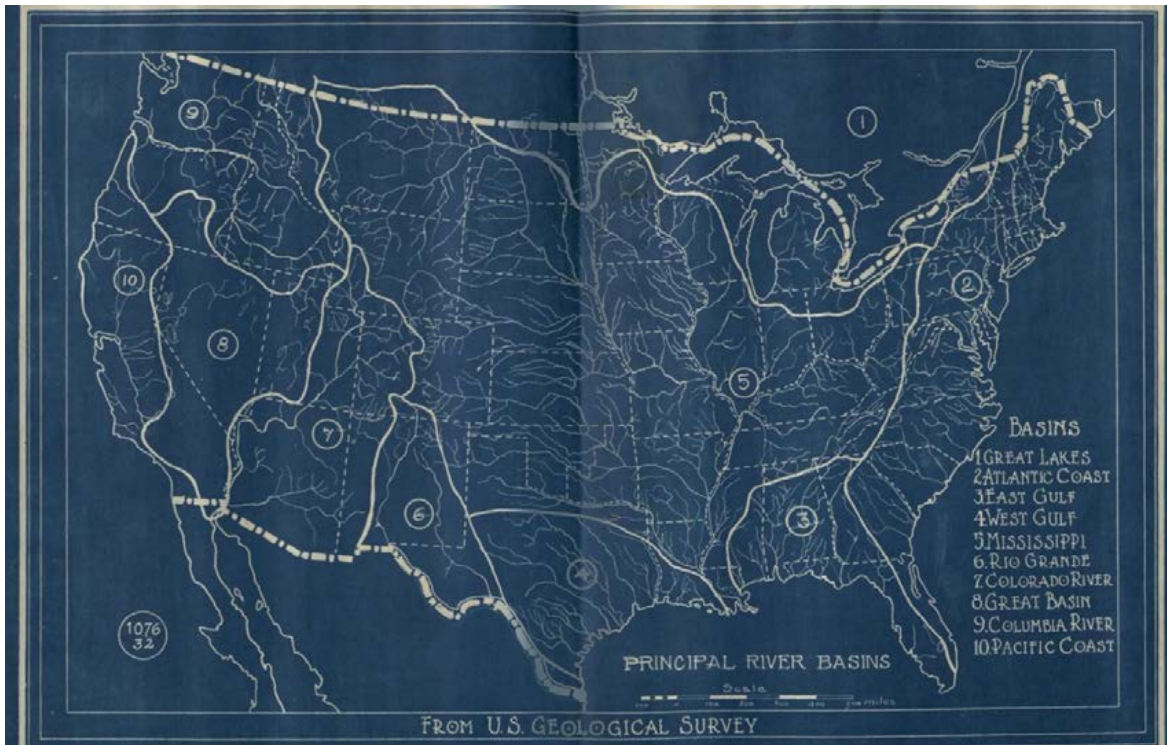 9
1
10
2
8
5
7
BASINS
1 GREAT LAKES
2 ATLANTIC COAST
3 EAST GULF
4 WEST GULF
5. MISSISSIPPI
6. RIO GRANDE
7. COLORADO RIVER
8. GREAT BASIN
9. COLUMBIA RIVER
10. PACIFIC COAST
6
3
4
1076
32
PRINCIPAL RIVER BASINS
Scale
miles
FROM U.S. GEOLOGICAL SURVEY